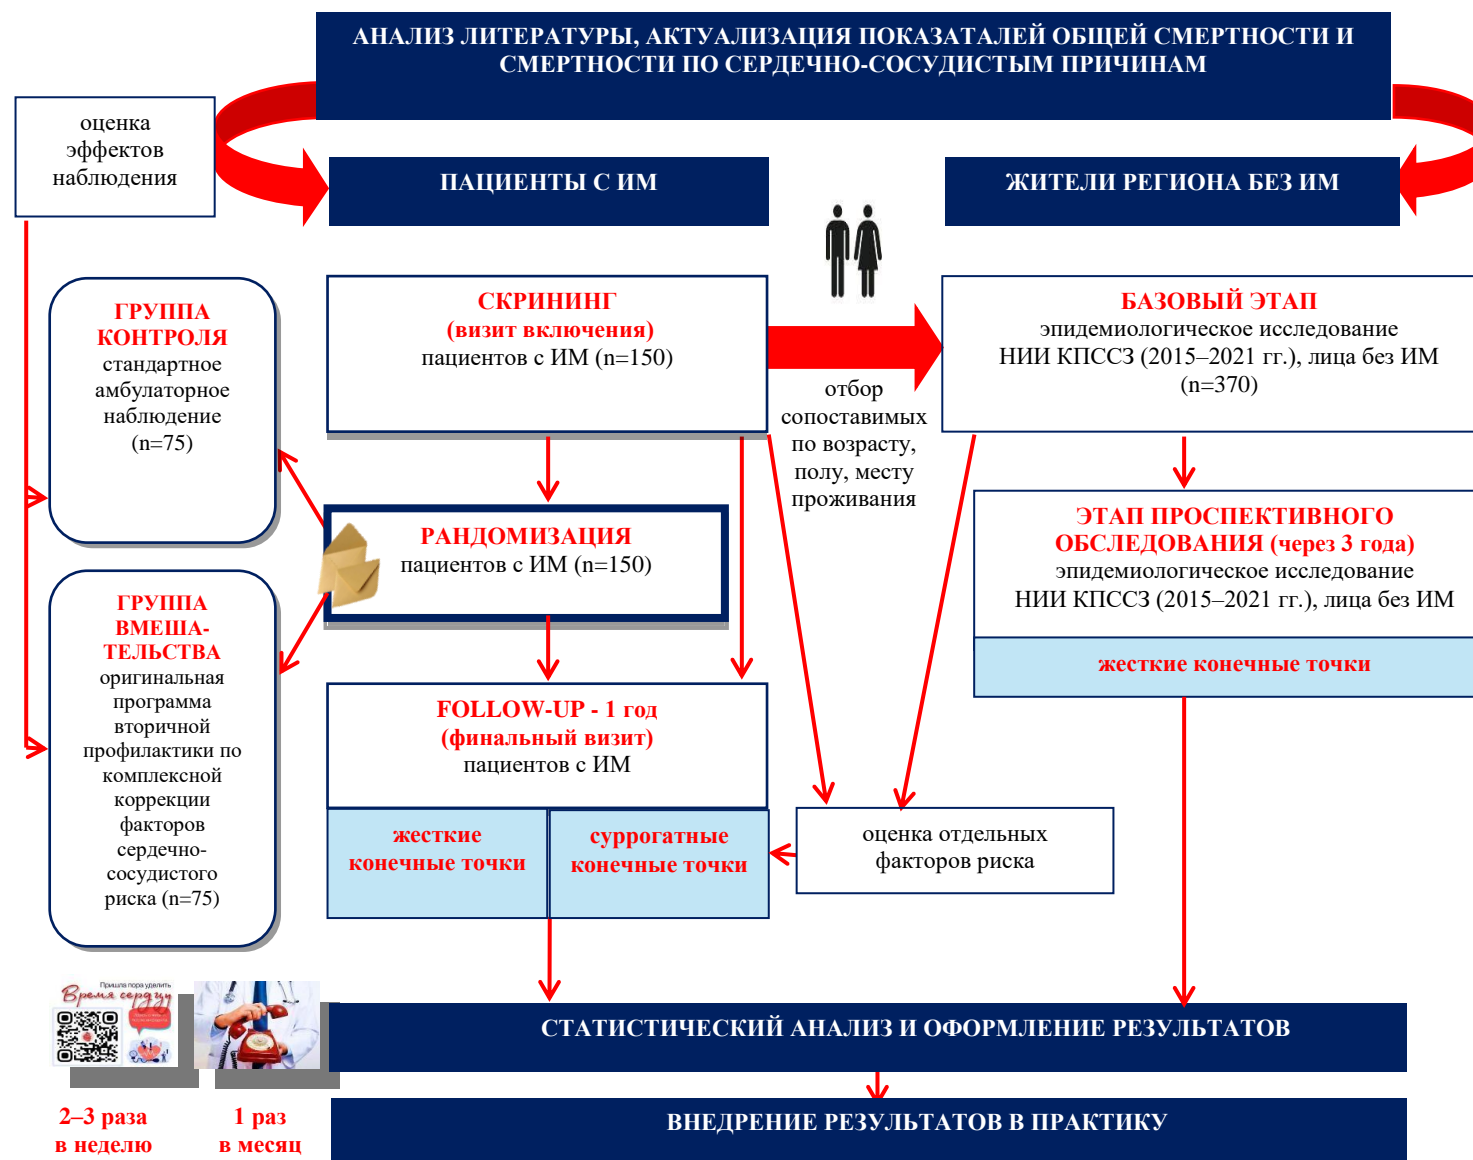 АНАЛИЗ ЛИТЕРАТУРЫ, АКТУАЛИЗАЦИЯ ПОКАЗАТАЛЕЙ ОБЩЕЙ СМЕРТНОСТИ И
СМЕРТНОСТИ ПО СЕРДЕЧНО-СОСУДИСТЫМ ПРИЧИНАМ
оценка
эффектов
наблюдения
ПАЦИЕНТЫ С ИМ
ЖИТЕЛИ РЕГИОНА БЕЗ ИМ
ГРУППА
КОНТРОЛЯ
стандартное
амбулаторное
наблюдение
(n=75)
СКРИНИНГ
(визит включения)
пациентов с ИМ (n=150)
отбор
сопоставимых
по возрасту,
полу, месту
проживания
БАЗОВЫЙ ЭТАП
эпидемиологическое исследование
НИИ КПССЗ (2015–2021 гг.), лица без ИМ
(n=370)
РАНДОМИЗАЦИЯ
пациентов с ИМ (n=150)
ЭТАП ПРОСПЕКТИВНОГО
ОБСЛЕДОВАНИЯ (через 3 года)
эпидемиологическое исследование
НИИ КПССЗ (2015–2021 гг.), лица без ИМ
жесткие конечные точки
ГРУППА
ВМЕША-
ТЕЛЬСТВА
оригинальная
программа
вторичной
профилактики по
комплексной
коррекции
факторов
сердечно-
сосудистого
риска (n=75)
FOLLOW-UP - 1 год
(финальный визит)
пациентов с ИМ
жесткие
конечные точки
суррогатные
конечные точки
оценка отдельных
факторов риска
Пришла пора уделить
Время сердцу
СТАТИСТИЧЕСКИЙ АНАЛИЗ И ОФОРМЛЕНИЕ РЕЗУЛЬТАТОВ
2–3 раза
в неделю
1 раз
в месяц
ВНЕДРЕНИЕ РЕЗУЛЬТАТОВ В ПРАКТИКУ